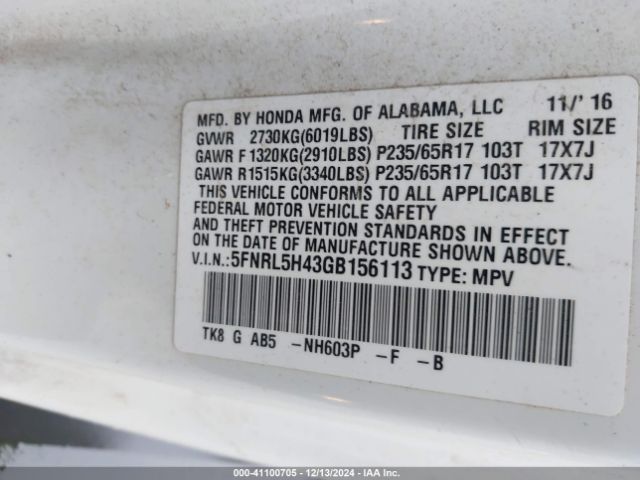 MFD. BY HONDA MFG. OF ALABAMA, LLC 11/' 16
GVWR 2730KG(6019LBS) TIRE SIZE RIM SIZE
GAWR F 1320KG(2910LBS) P235/65R17 103T 17X7J
GAWR R1515KG(3340LBS) P235/65R17 103T 17X7J
THIS VEHICLE CONFORMS TO ALL APPLICABLE
FEDERAL MOTOR VEHICLE SAFETY
AND THEFT PREVENTION STANDARDS IN EFFECT
ON THE DATE OF MANUFACTURE SHOWN ABOVE.
V.I.N.:5FNRL5H43GB156113 TYPE: MPV
TK8 G AB5 -NH603P -F -B
000-41100705 - 12/13/2024 - IAA Inc.